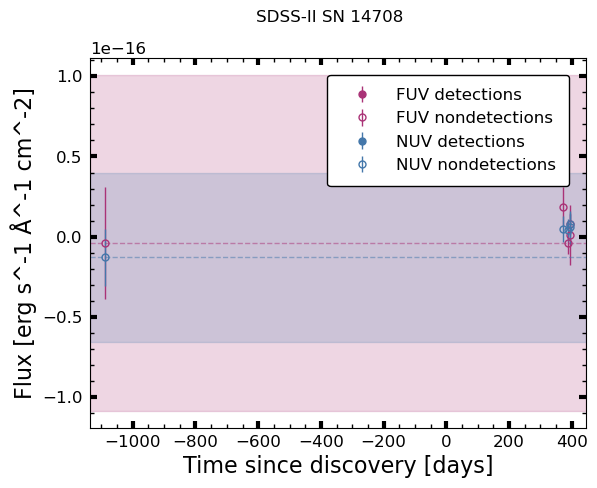 SDSS-II SN 14708
1e−16
FUV detections
FUV nondetections
NUV detections
NUV nondetections
1.0
0.5
0.0
−0.5
−1.0
Flux [erg s^-1 Å^-1 cm^-2]
−1000 −800 −600 −400 −200 0 200 400
Time since discovery [days]